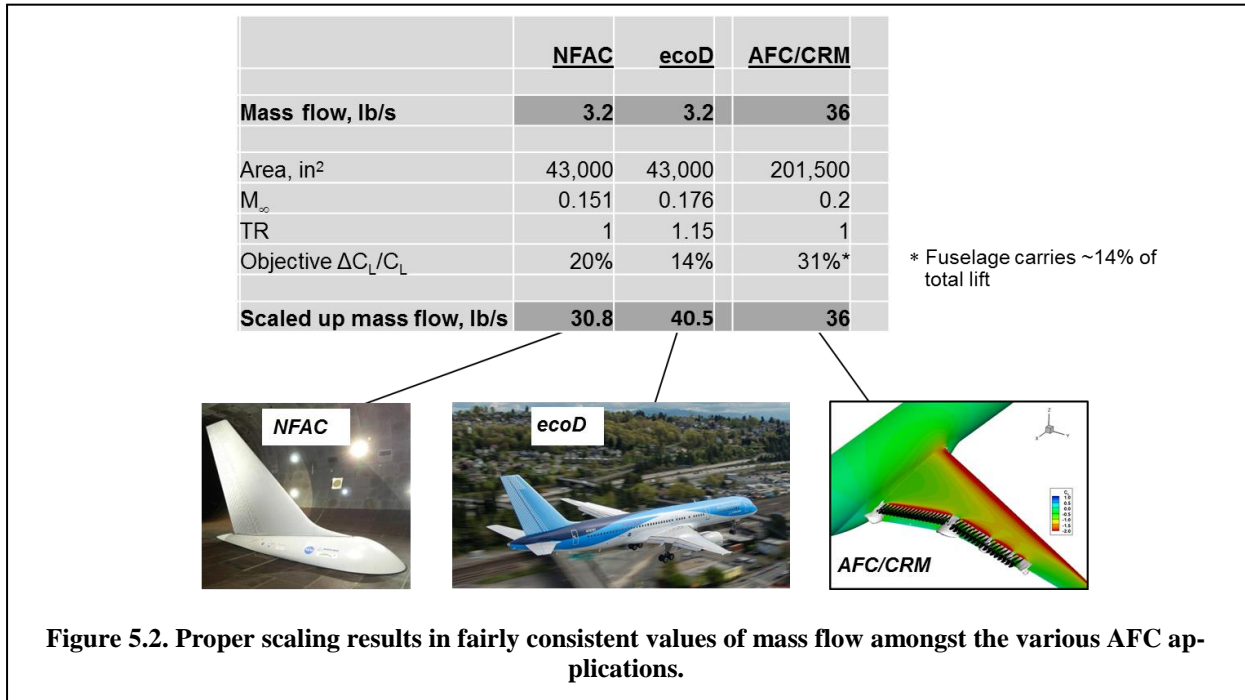 NFAC ecoD AFC/CRM
Mass flow, lb/s 3.2 3.2 36
Area, in² 43,000 43,000 201,500
M∞ 0.151 0.176 0.2
TR 1 1.15 1
Objective ΔC_L/C_L 20% 14% 31%*
* Fuselage carries ~14% of
total lift
Scaled up mass flow, lb/s 30.8 40.5 36
NFAC
ecoD
AFC/CRM
Figure 5.2. Proper scaling results in fairly consistent values of mass flow amongst the various AFC ap-
plications.